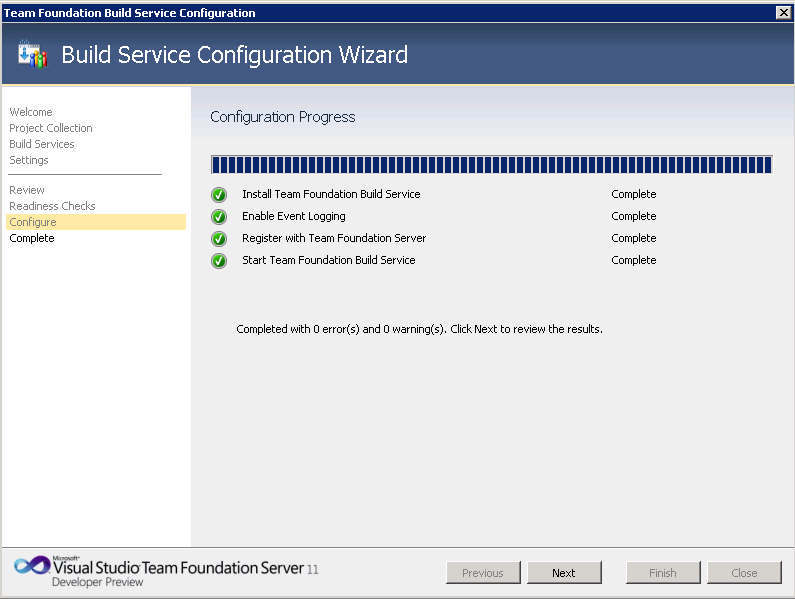 Team Foundation Build Service Configuration
Build Service Configuration Wizard
Welcome
Project Collection
Build Services
Settings
Review
Readiness Checks
Configure
Complete
Configuration Progress
Install Team Foundation Build Service Complete
Enable Event Logging Complete
Register with Team Foundation Server Complete
Start Team Foundation Build Service Complete
Completed with 0 error(s) and 0 warning(s). Click Next to review the results.
Microsoft®
Visual Studio® Team Foundation Server 11
Developer Preview
Previous Next Finish Close